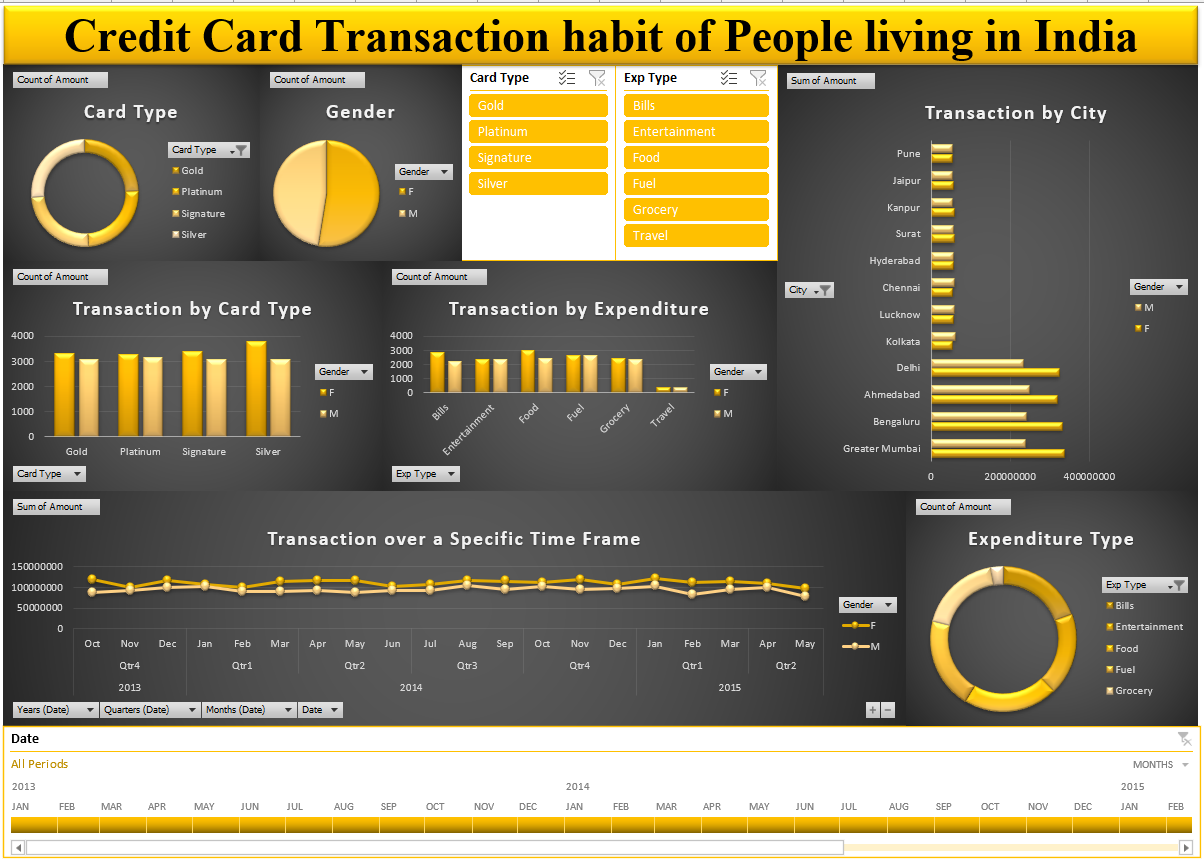 Credit Card Transaction habit of People living in India
Count of Amount
Card Type
Card Type
Gold
Platinum
Signature
Silver
Count of Amount
Gender
Gender
F
M
Card Type
Gold
Platinum
Signature
Silver
Exp Type
Bills
Entertainment
Food
Fuel
Grocery
Travel
Sum of Amount
Transaction by City
City
Pune
Jaipur
Kanpur
Surat
Hyderabad
Chennai
Lucknow
Kolkata
Delhi
Ahmedabad
Bengaluru
Greater Mumbai
0 200000000 400000000
Gender
M
F
Count of Amount
Transaction by Card Type
4000
3000
2000
1000
0
Gold Platinum Signature Silver
Gender
F
M
Card Type
Count of Amount
Transaction by Expenditure
4000
3000
2000
1000
0
Bills Entertainment Food Fuel Grocery Travel
Gender
F
M
Exp Type
Sum of Amount
Transaction over a Specific Time Frame
150000000
100000000
50000000
0
Oct Nov Dec Jan Feb Mar Apr May Jun Jul Aug Sep Oct Nov Dec Jan Feb Mar Apr May
Qtr4 Qtr1 Qtr2 Qtr3 Qtr4 Qtr1 Qtr2
2013 2014 2015
Gender
F
M
Years (Date) Quarters (Date) Months (Date) Date
+ −
Count of Amount
Expenditure Type
Exp Type
Bills
Entertainment
Food
Fuel
Grocery
Date
All Periods MONTHS
2013 2014 2015
JAN FEB MAR APR MAY JUN JUL AUG SEP OCT NOV DEC JAN FEB MAR APR MAY JUN JUL AUG SEP OCT NOV DEC JAN FEB